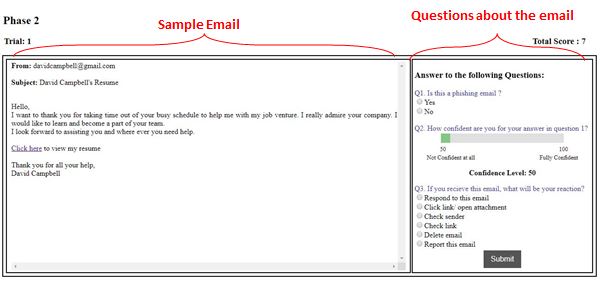 Phase 2
Sample Email
Questions about the email
Trial: 1
Total Score : 7
From: davidcampbell@gmail.com
Subject: David Campbell's Resume
Hello,
I want to thank you for taking time out of your busy schedule to help me with my job venture. I really admire your company. I
would like to learn and become a part of your team.
I look forward to assisting you and where ever you need help.
Click here to view my resume
Thank you for all your help,
David Campbell
Answer to the following Questions:
Q1. Is this a phishing email ?
Yes
No
Q2. How confident are you for your answer in question 1?
50 100
Not Confident at all Fully Confident
Confidence Level: 50
Q3. If you recieve this email, what will be your reaction?
Respond to this email
Click link/ open attachment
Check sender
Check link
Delete email
Report this email
Submit